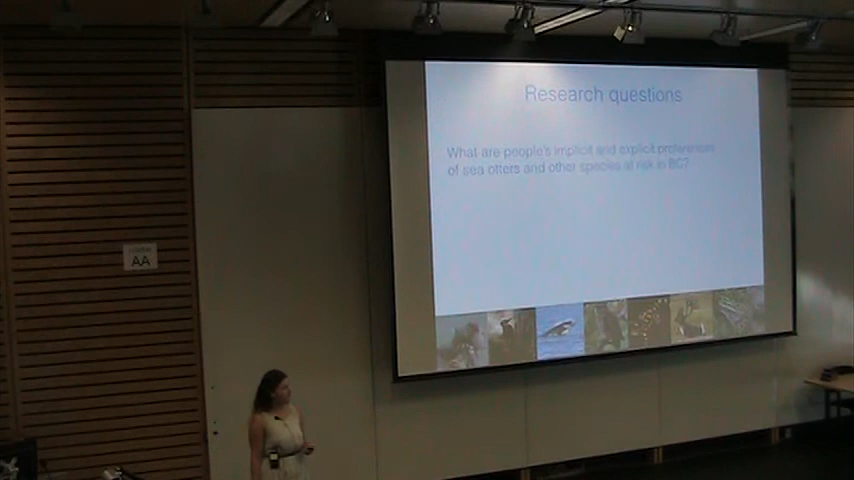 Research questions
What are people's implicit and explicit preferences
of sea otters and other species at risk in BC?
AA